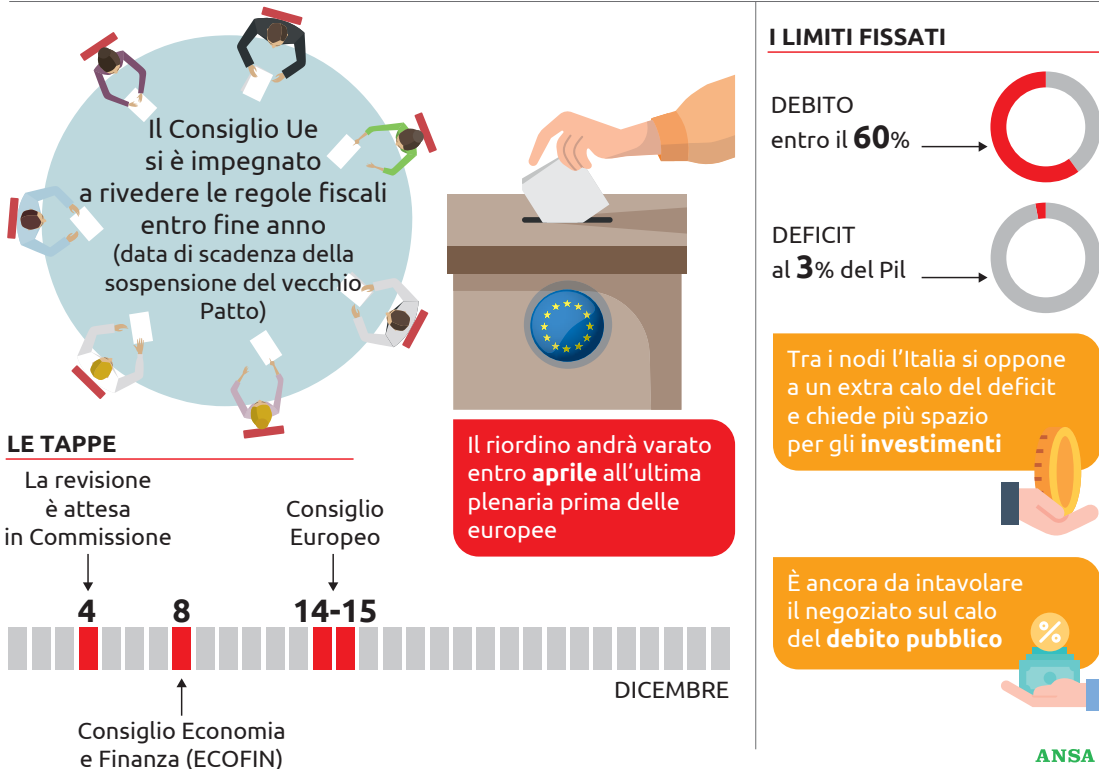 Il Consiglio Ue
si è impegnato
a rivedere le regole fiscali
entro fine anno
(data di scadenza della
sospensione del vecchio
Patto)
LE TAPPE
La revisione
è attesa
in Commissione
Consiglio
Europeo
4
8
14-15
DICEMBRE
Consiglio Economia
e Finanza (ECOFIN)
Il riordino andrà varato
entro aprile all'ultima
plenaria prima delle
europee
I LIMITI FISSATI
DEBITO
entro il 60%
DEFICIT
al 3% del Pil
Tra i nodi l'Italia si oppone
a un extra calo del deficit
e chiede più spazio
per gli investimenti
È ancora da intavolare
il negoziato sul calo
del debito pubblico
%
ANSA